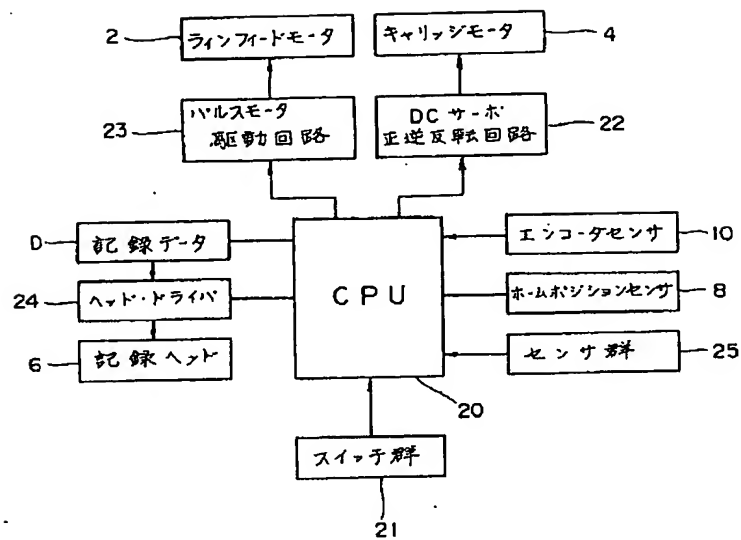 2
ラインフィードモータ
キャリッジモータ
4
23
パルスモータ
駆動回路
DCサーボ
正逆反転回路
22
D
記録データ
24
ヘッド・ドライバ
6
記録ヘッド
CPU
20
エンコーダセンサ
10
ホームポジションセンサ
8
センサ群
25
スイッチ群
21